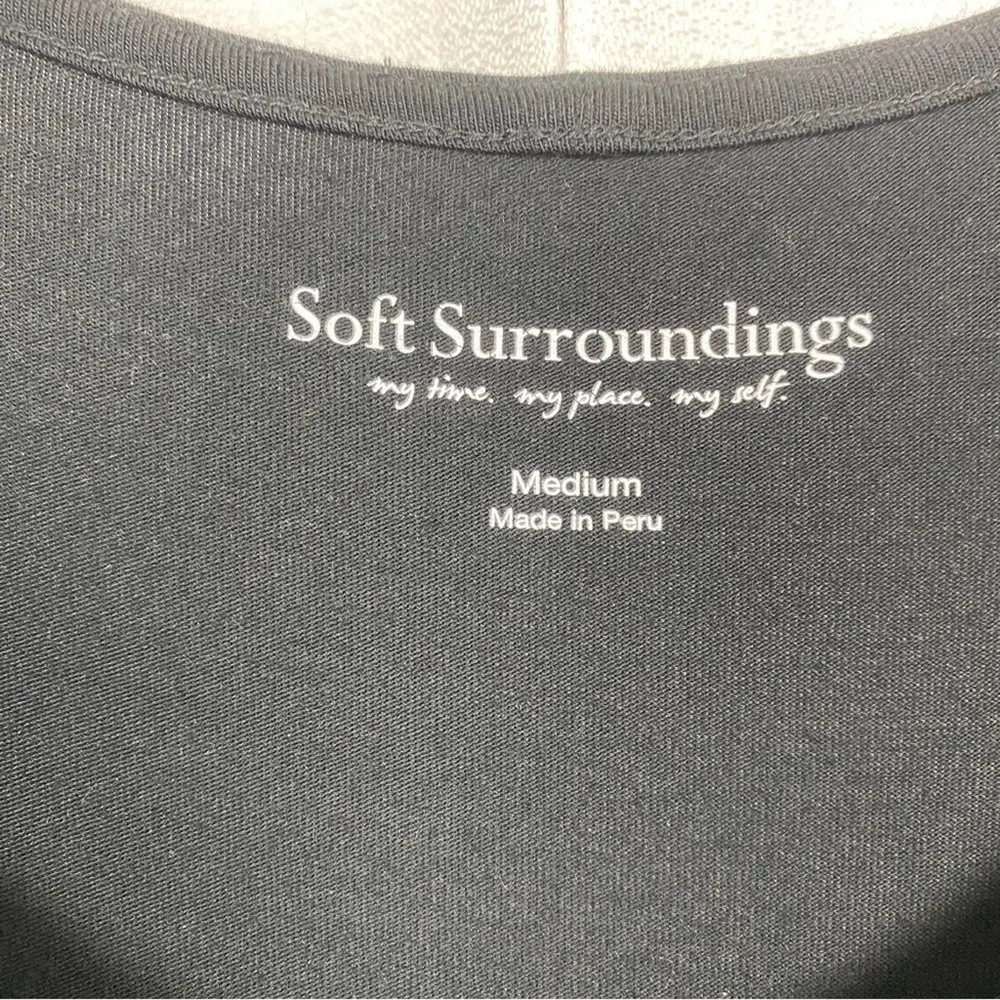 Soft Surroundings
my time. my place. my self.
Medium
Made in Peru